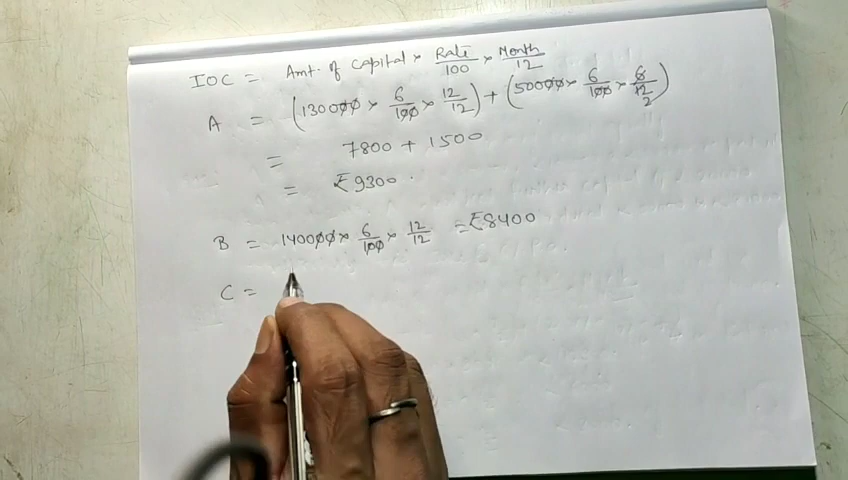 IOC = Amt. of Capital × Rate/100 × Month/12
A = (130000 × 6/100 × 12/12) + (50000 × 6/100 × 6/12 2)
= 7800 + 1500
= ₹9300.
B = 140000 × 6/100 × 12/12 = ₹8400
C =